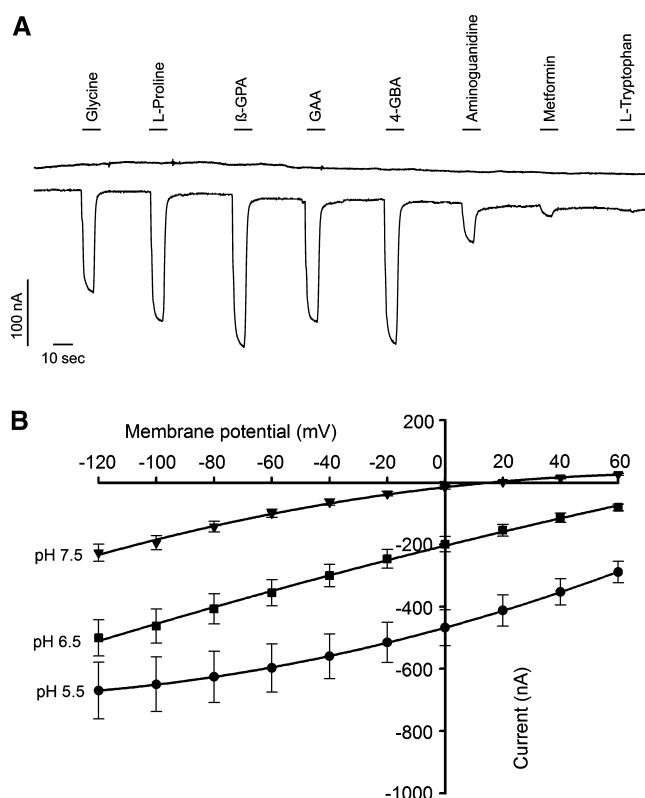 A
Glycine
L-Proline
ß-GPA
GAA
4-GBA
Aminoguanidine
Metformin
L-Tryptophan
100 nA
10 sec
B
200
Membrane potential (mV)
-120 -100 -80 -60 -40 -20 0 20 40 60
pH 7.5
-200
pH 6.5
-400
-600
pH 5.5
Current (nA)
-800
-1000